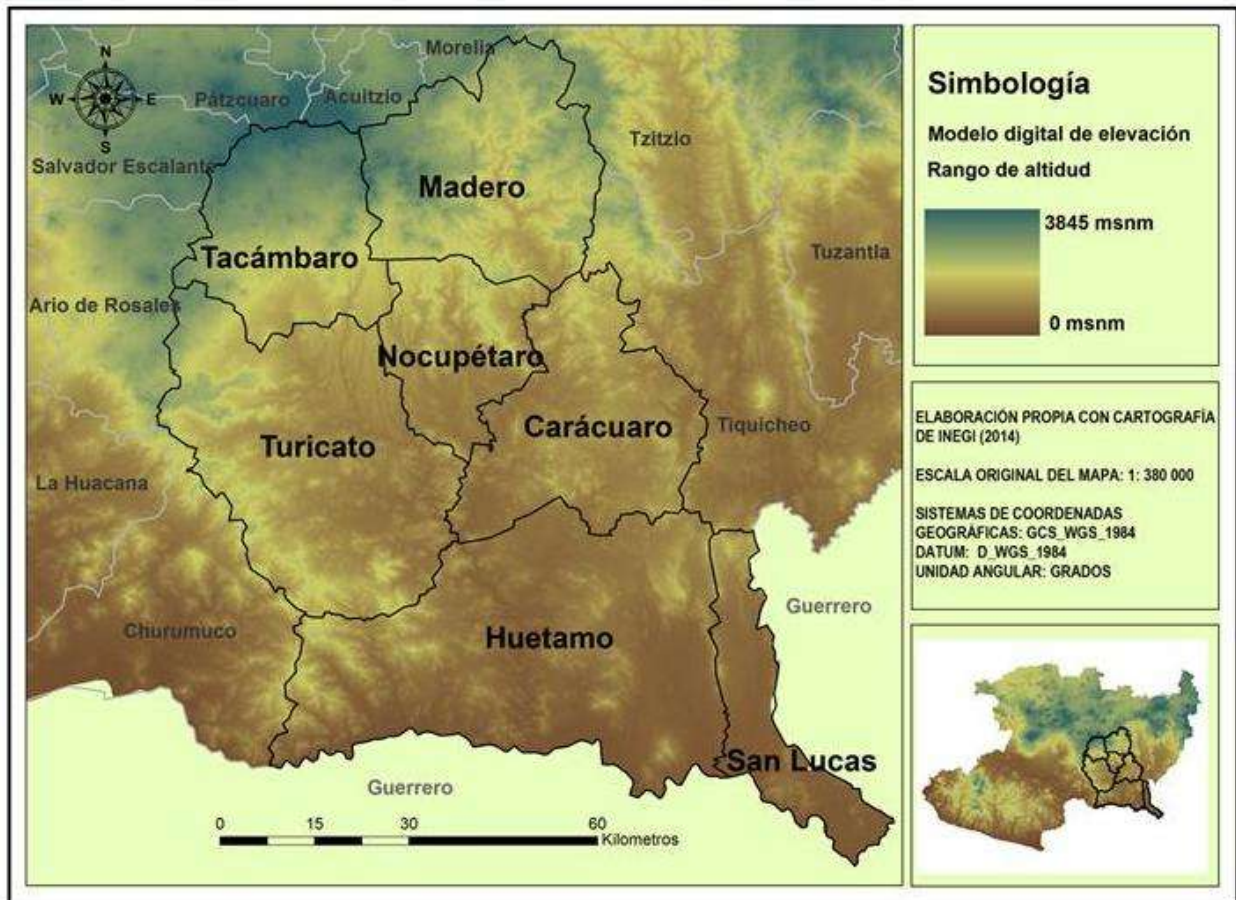 N
W E
S
Morelia
Pátzcuaro
Acuitzio
Salvador Escalante
Tzitzio
Madero
Tacámbaro
Tuzantla
Ario de Rosales
Nocupétaro
Carácuaro
Tiquicheo
Turicato
La Huacana
Guerrero
Churumuco
Huetamo
San Lucas
Guerrero
0 15 30 60
Kilometros
Simbología
Modelo digital de elevación
Rango de altidud
3845 msnm
0 msnm
ELABORACIÓN PROPIA CON CARTOGRAFÍA
DE INEGI (2014)
ESCALA ORIGINAL DEL MAPA: 1: 380 000
SISTEMAS DE COORDENADAS
GEOGRÁFICAS: GCS_WGS_1984
DATUM: D_WGS_1984
UNIDAD ANGULAR: GRADOS